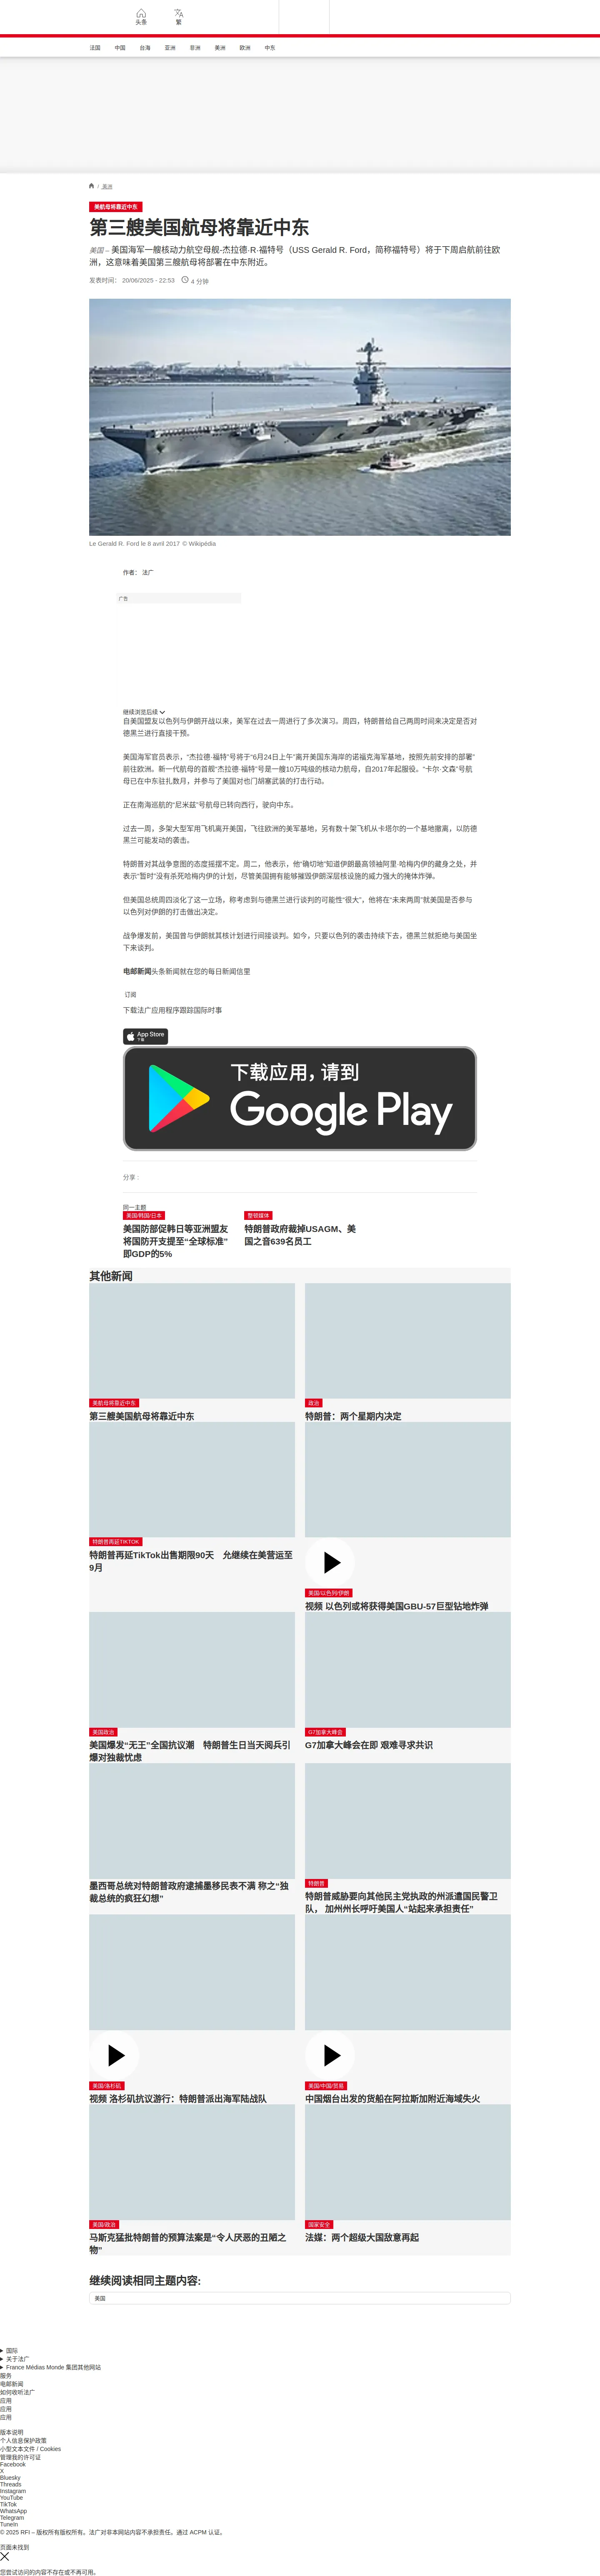 头条
繁
法国
中国
台海
亚洲
非洲
美洲
欧洲
中东
/ 美洲
美航母将靠近中东
第三艘美国航母将靠近中东
美国 – 美国海军一艘核动力航空母舰-杰拉德·R·福特号（USS Gerald R. Ford，简称福特号）将于下周启航前往欧
洲，这意味着美国第三艘航母将部署在中东附近。
发表时间： 20/06/2025 - 22:53
4 分钟
Le Gerald R. Ford le 8 avril 2017 © Wikipédia
作者： 法广
广告
继续浏览后续
自美国盟友以色列与伊朗开战以来，美军在过去一周进行了多次演习。周四，特朗普给自己两周时间来决定是否对
德黑兰进行直接干预。
美国海军官员表示，“杰拉德·福特”号将于“6月24日上午”离开美国东海岸的诺福克海军基地，按照先前安排的部署”
前往欧洲。新一代航母的首舰“杰拉德·福特”号是一艘10万吨级的核动力航母，自2017年起服役。“卡尔·文森”号航
母已在中东驻扎数月，并参与了美国对也门胡塞武装的打击行动。
正在南海巡航的“尼米兹”号航母已转向西行，驶向中东。
过去一周，多架大型军用飞机离开美国，飞往欧洲的美军基地，另有数十架飞机从卡塔尔的一个基地撤离，以防德
黑兰可能发动的袭击。
特朗普对其战争意图的态度摇摆不定。周二，他表示，他“确切地”知道伊朗最高领袖阿里·哈梅内伊的藏身之处，并
表示“暂时”没有杀死哈梅内伊的计划，尽管美国拥有能够摧毁伊朗深层核设施的威力强大的掩体炸弹。
但美国总统周四淡化了这一立场，称考虑到与德黑兰进行谈判的可能性“很大”，他将在“未来两周”就美国是否参与
以色列对伊朗的打击做出决定。
战争爆发前，美国曾与伊朗就其核计划进行间接谈判。如今，只要以色列的袭击持续下去，德黑兰就拒绝与美国坐
下来谈判。
电邮新闻头条新闻就在您的每日新闻信里
订阅
下载法广应用程序跟踪国际时事
App Store
下载
下载应用，请到
Google Play
分享 :
同一主题
美国/韩国/日本
美国防部促韩日等亚洲盟友
将国防开支提至“全球标准”
即GDP的5%
整顿媒体
特朗普政府裁掉USAGM、美
国之音639名员工
其他新闻
美航母将靠近中东
第三艘美国航母将靠近中东
政治
特朗普：两个星期内决定
特朗普再延TIKTOK
特朗普再延TikTok出售期限90天　允继续在美营运至
9月
美国/以色列/伊朗
视频 以色列或将获得美国GBU-57巨型钻地炸弹
美国政治
美国爆发“无王”全国抗议潮　特朗普生日当天阅兵引
爆对独裁忧虑
G7加拿大峰会
G7加拿大峰会在即 艰难寻求共识
墨西哥总统对特朗普政府逮捕墨移民表不满 称之“独
裁总统的疯狂幻想”
特朗普
特朗普威胁要向其他民主党执政的州派遣国民警卫
队， 加州州长呼吁美国人“站起来承担责任”
美国/洛杉矶
视频 洛杉矶抗议游行：特朗普派出海军陆战队
美国/中国/贸易
中国烟台出发的货船在阿拉斯加附近海域失火
美国/政治
马斯克猛批特朗普的预算法案是“令人厌恶的丑陋之
物”
国家安全
法媒：两个超级大国敌意再起
继续阅读相同主题内容:
美国
国际
关于法广
France Médias Monde 集团其他网站
服务
电邮新闻
如何收听法广
应用
应用
应用
版本说明
个人信息保护政策
小型文本文件 / Cookies
管理我的许可证
Facebook
X
Bluesky
Threads
Instagram
YouTube
TikTok
WhatsApp
Telegram
TuneIn
© 2025 RFI – 版权所有版权所有。法广对非本网站内容不承担责任。通过 ACPM 认证。
页面未找到
您尝试访问的内容不存在或不再可用。